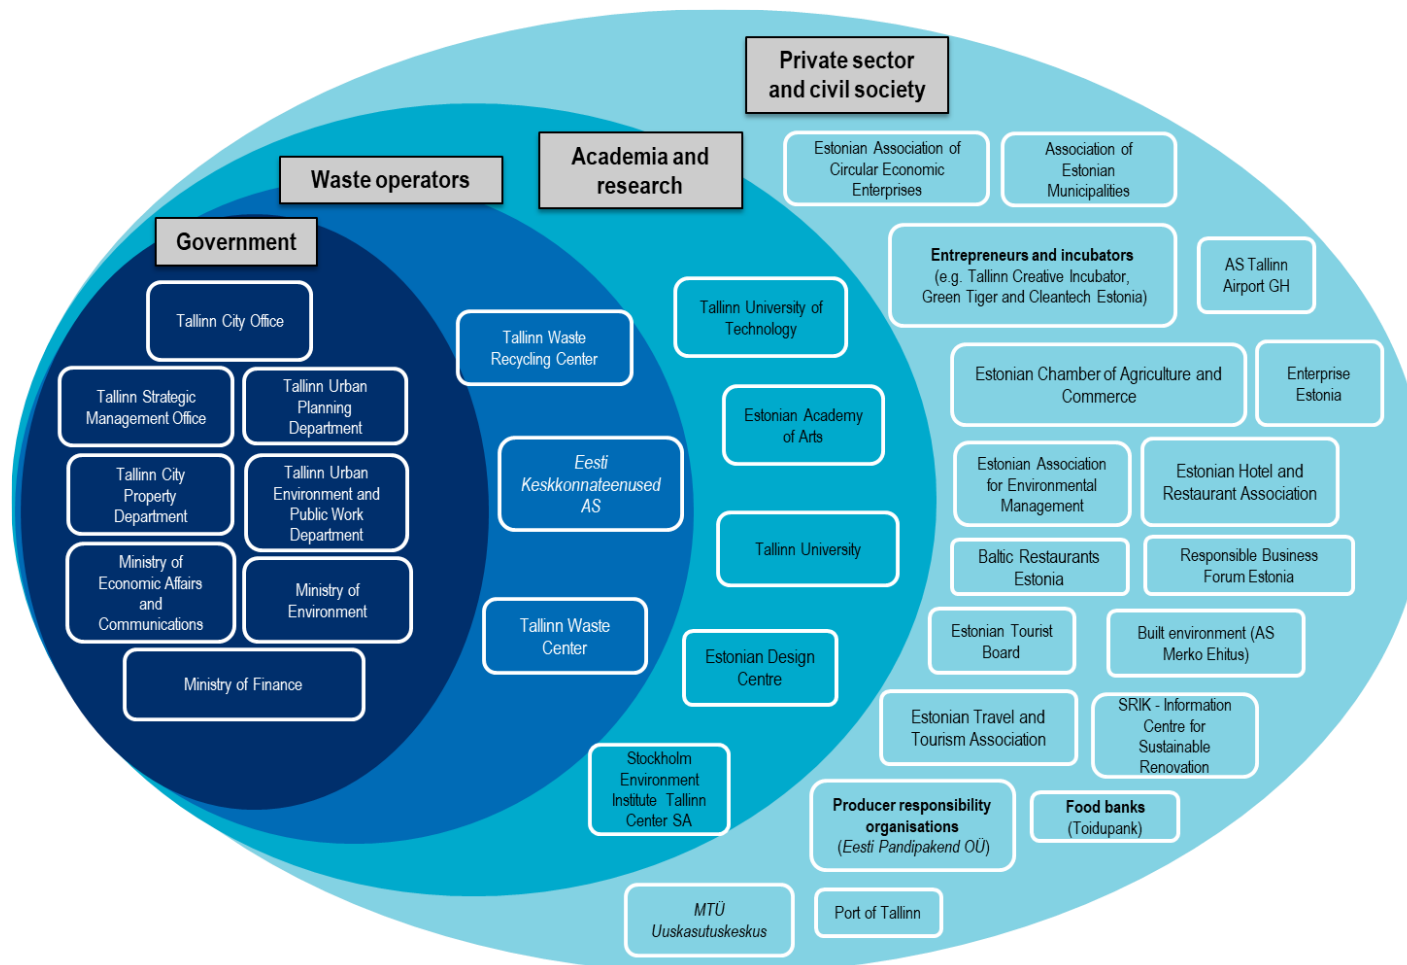 Private sector
and civil society
Academia and
research
Waste operators
Government
Tallinn City Office
Tallinn Strategic
Management Office
Tallinn Urban
Planning
Department
Tallinn City
Property
Department
Tallinn Urban
Environment and
Public Work
Department
Ministry of
Economic Affairs
and
Communications
Ministry of
Environment
Ministry of Finance
Tallinn Waste
Recycling Center
Eesti
Keskkonnateenused
AS
Tallinn Waste
Center
Tallinn University of
Technology
Estonian Academy
of Arts
Tallinn University
Estonian Design
Centre
Stockholm
Environment
Institute Tallinn
Center SA
Estonian Association of
Circular Economic
Enterprises
Association of
Estonian
Municipalities
Entrepreneurs and incubators
(e.g. Tallinn Creative Incubator,
Green Tiger and Cleantech Estonia)
AS Tallinn
Airport GH
Estonian Chamber of Agriculture and
Commerce
Enterprise
Estonia
Estonian Association
for Environmental
Management
Estonian Hotel and
Restaurant Association
Baltic Restaurants
Estonia
Responsible Business
Forum Estonia
Estonian Tourist
Board
Built environment (AS
Merko Ehitus)
Estonian Travel and
Tourism Association
SRIK - Information
Centre for
Sustainable
Renovation
Producer responsibility
organisations
(Eesti Pandipakend OÜ)
Food banks
(Toidupank)
MTÜ
Uuskasutuskeskus
Port of Tallinn